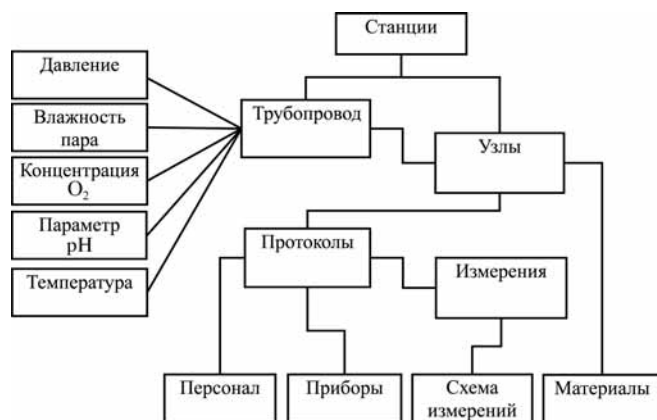 Станции
Давление
Трубопровод
Влажность
пара
Узлы
Концентрация
O₂
Параметр
pH
Протоколы
Измерения
Температура
Персонал
Приборы
Схема
измерений
Материалы